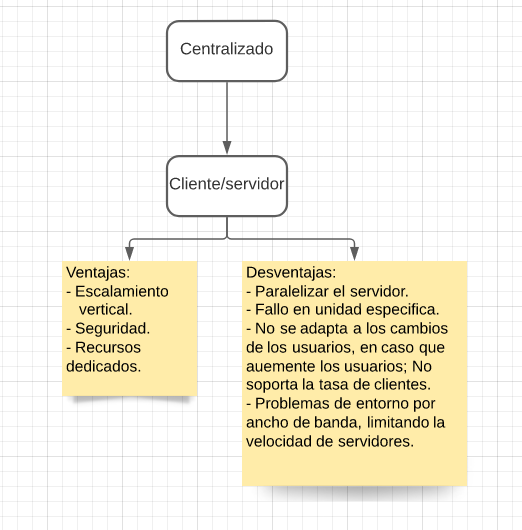 Centralizado
Cliente/servidor
Ventajas:
- Escalamiento
vertical.
- Seguridad.
- Recursos
dedicados.
Desventajas:
- Paralelizar el servidor.
- Fallo en unidad especifica.
- No se adapta a los cambios
de los usuarios, en caso que
auemente los usuarios; No
soporta la tasa de clientes.
- Problemas de entorno por
ancho de banda, limitando la
velocidad de servidores.